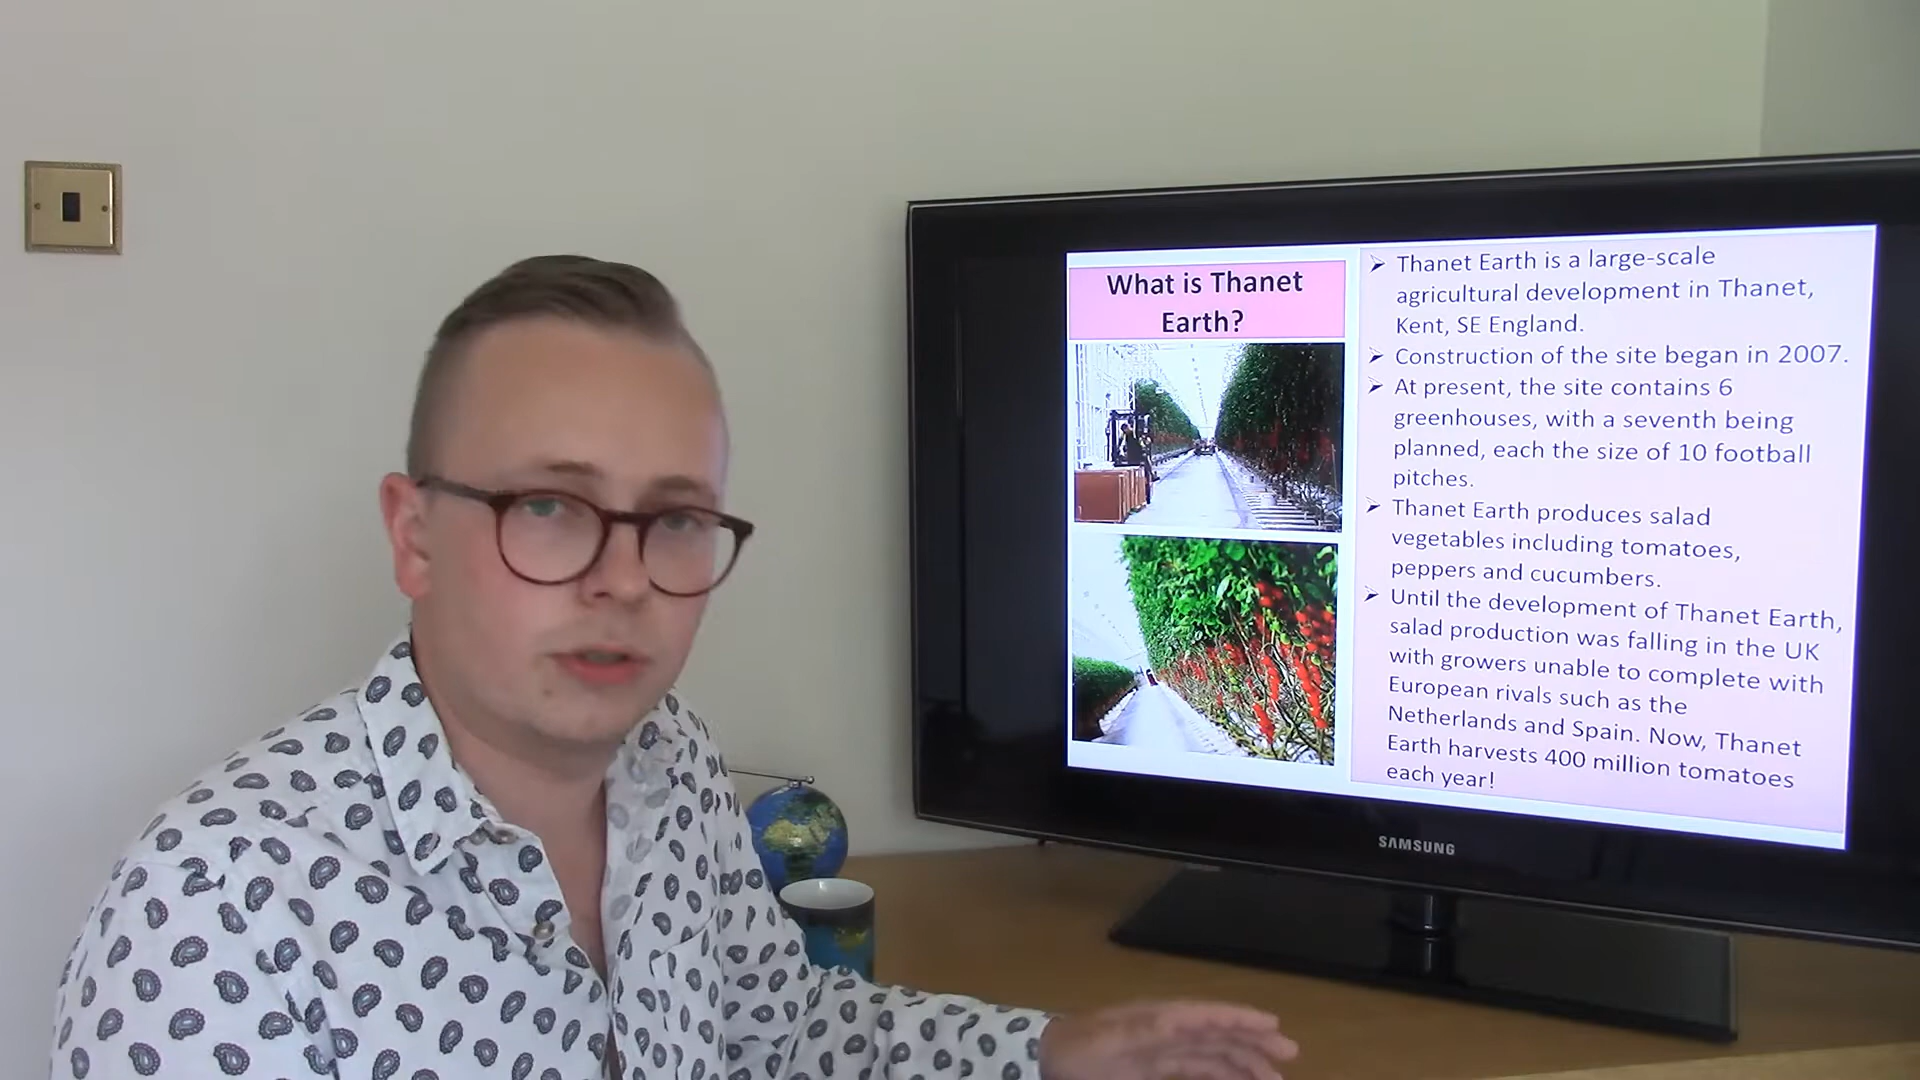 What is Thanet
Earth?
Thanet Earth is a large-scale
agricultural development in Thanet,
Kent, SE England.
Construction of the site began in 2007.
At present, the site contains 6
greenhouses, with a seventh being
planned, each the size of 10 football
pitches.
Thanet Earth produces salad
vegetables including tomatoes,
peppers and cucumbers.
Until the development of Thanet Earth,
salad production was falling in the UK
with growers unable to complete with
European rivals such as the
Netherlands and Spain. Now, Thanet
Earth harvests 400 million tomatoes
each year!
SAMSUNG